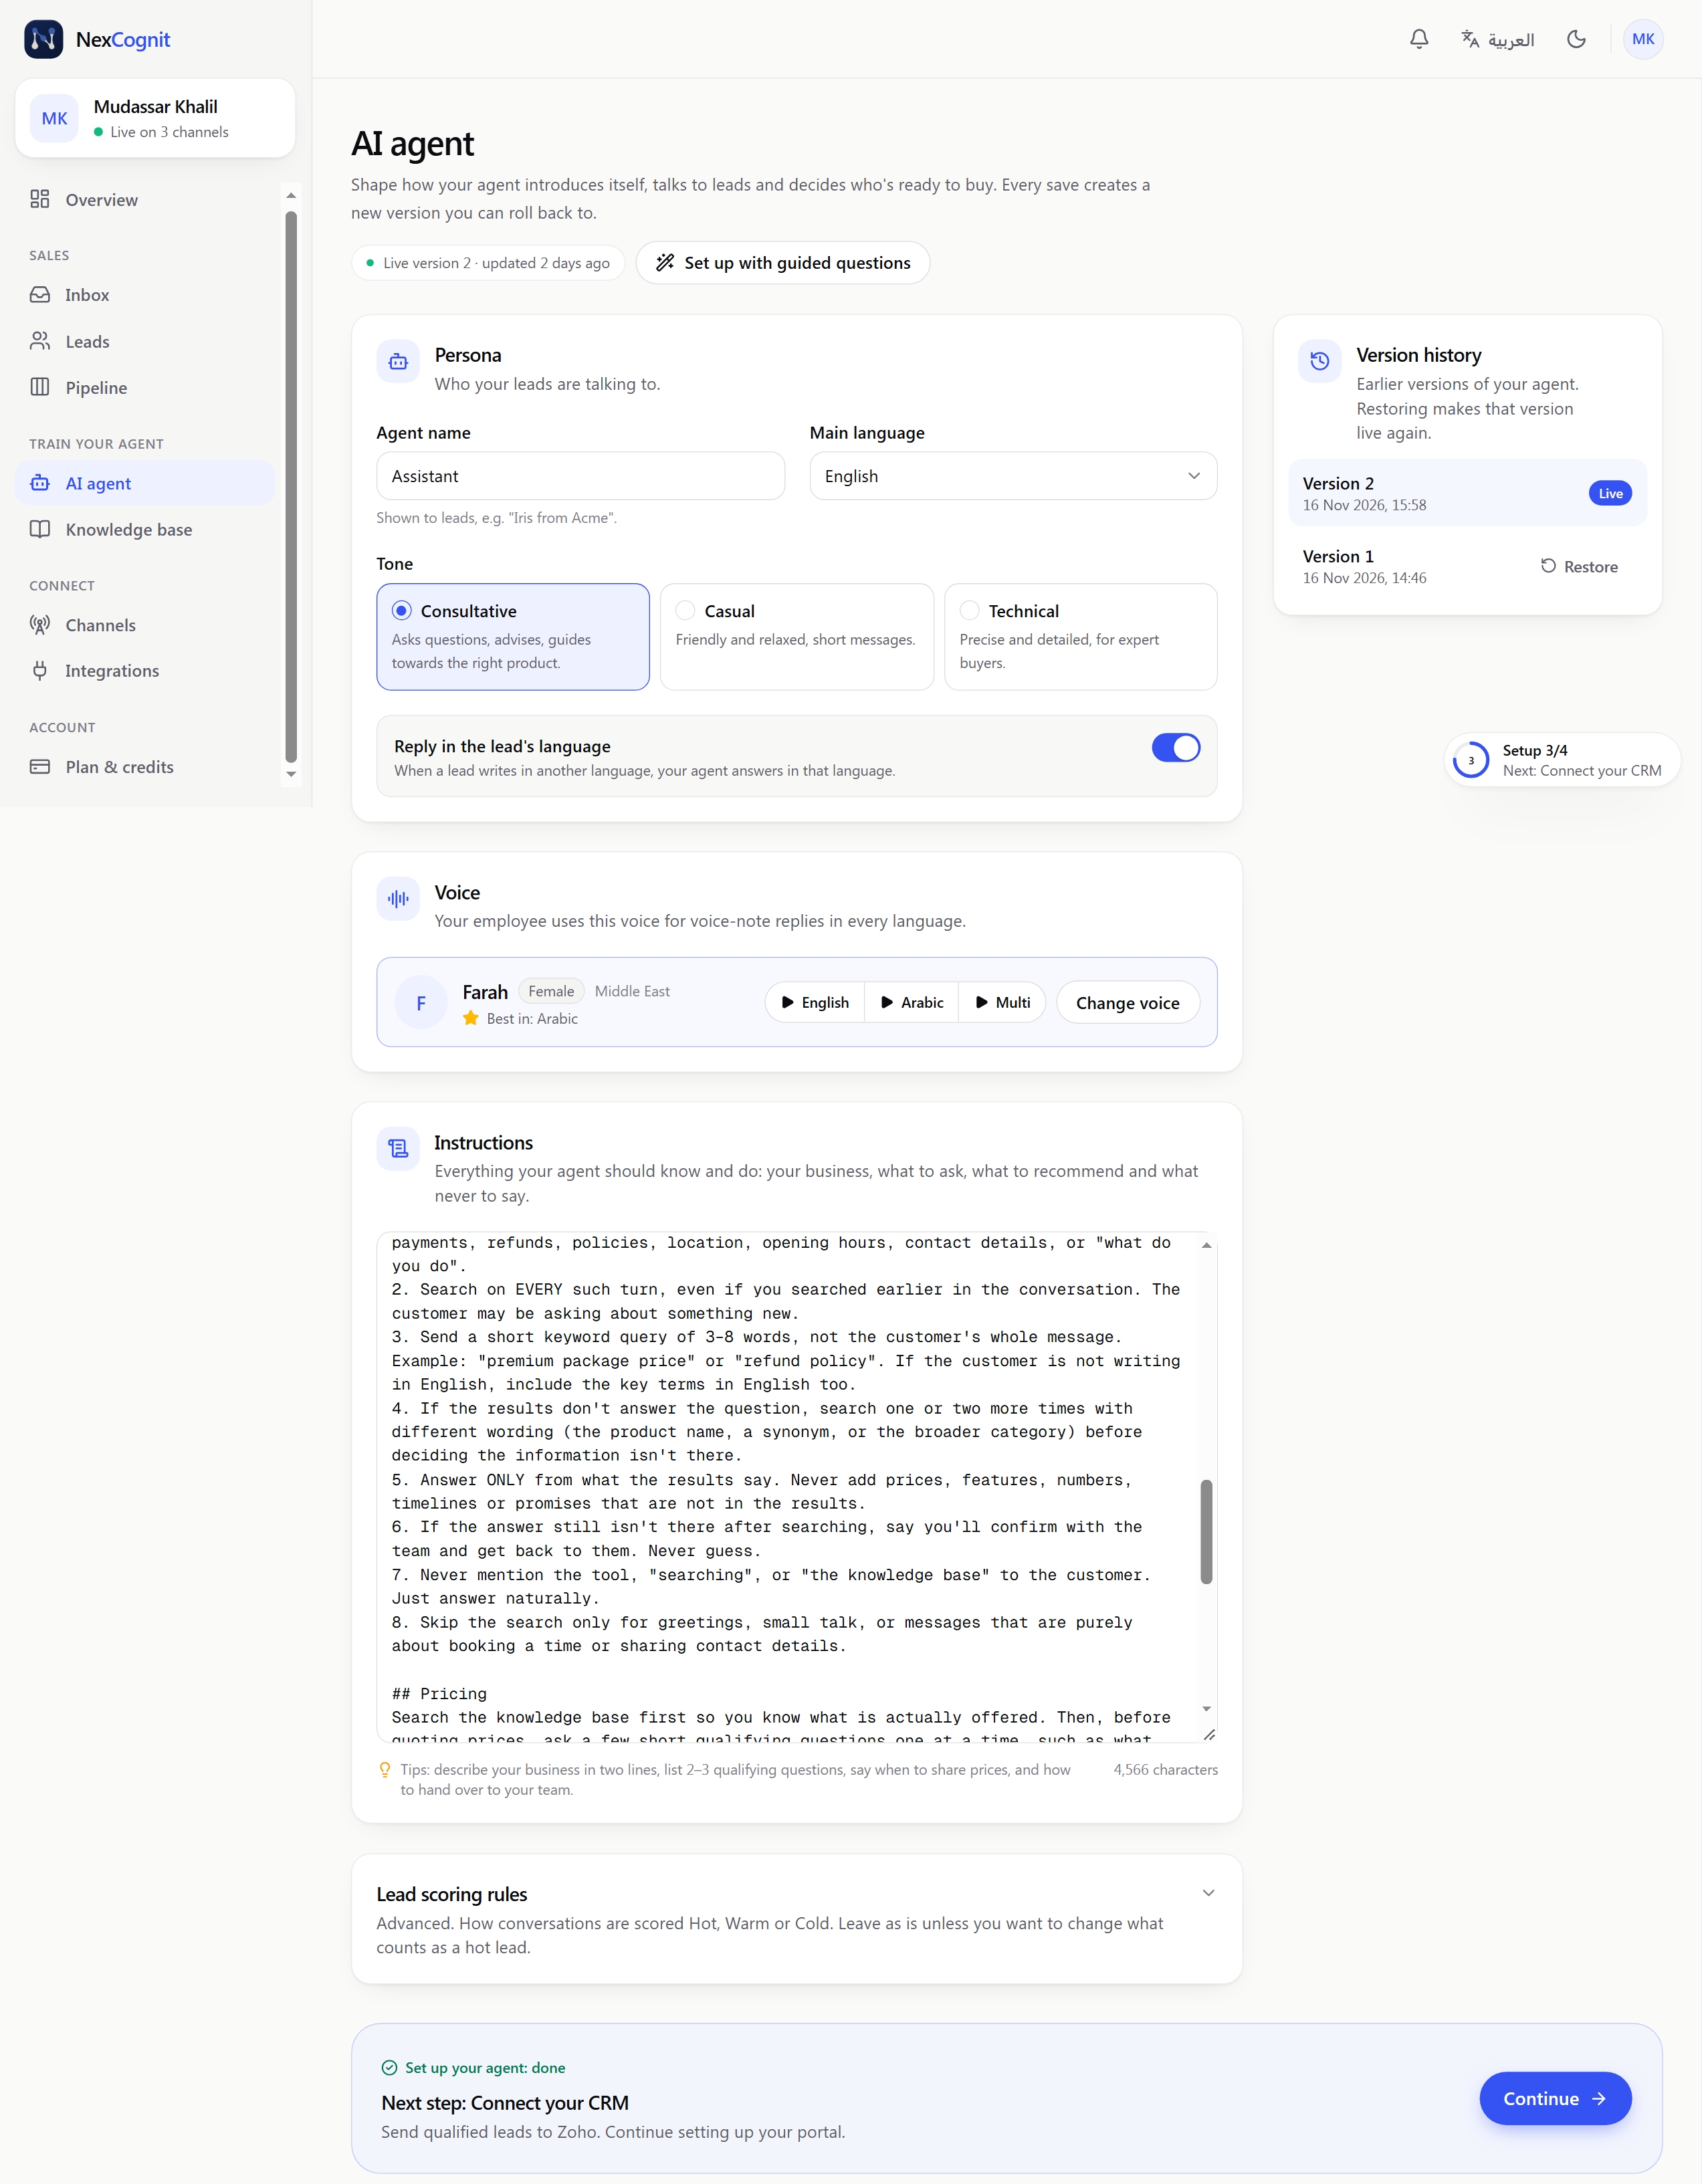 NexCognit
العربية
MK
MK
Mudassar Khalil
Live on 3 channels
Overview
SALES
Inbox
Leads
Pipeline
TRAIN YOUR AGENT
AI agent
Knowledge base
CONNECT
Channels
Integrations
ACCOUNT
Plan & credits
AI agent
Shape how your agent introduces itself, talks to leads and decides who's ready to buy. Every save creates a
new version you can roll back to.
Live version 2 · updated 2 days ago
Set up with guided questions
Persona
Who your leads are talking to.
Agent name
Main language
Assistant
English
Shown to leads, e.g. "Iris from Acme".
Tone
Consultative
Asks questions, advises, guides
towards the right product.
Casual
Friendly and relaxed, short messages.
Technical
Precise and detailed, for expert
buyers.
Reply in the lead's language
When a lead writes in another language, your agent answers in that language.
Version history
Earlier versions of your agent.
Restoring makes that version
live again.
Version 2
16 Nov 2026, 15:58
Live
Version 1
16 Nov 2026, 14:46
Restore
3
Setup 3/4
Next: Connect your CRM
Voice
Your employee uses this voice for voice-note replies in every language.
F
Farah
Female
Middle East
Best in: Arabic
English
Arabic
Multi
Change voice
Instructions
Everything your agent should know and do: your business, what to ask, what to recommend and what
never to say.
payments, refunds, policies, location, opening hours, contact details, or "what do
you do".
2. Search on EVERY such turn, even if you searched earlier in the conversation. The
customer may be asking about something new.
3. Send a short keyword query of 3-8 words, not the customer's whole message.
Example: "premium package price" or "refund policy". If the customer is not writing
in English, include the key terms in English too.
4. If the results don't answer the question, search one or two more times with
different wording (the product name, a synonym, or the broader category) before
deciding the information isn't there.
5. Answer ONLY from what the results say. Never add prices, features, numbers,
timelines or promises that are not in the results.
6. If the answer still isn't there after searching, say you'll confirm with the
team and get back to them. Never guess.
7. Never mention the tool, "searching", or "the knowledge base" to the customer.
Just answer naturally.
8. Skip the search only for greetings, small talk, or messages that are purely
about booking a time or sharing contact details.
## Pricing
Search the knowledge base first so you know what is actually offered. Then, before
quoting prices, ask a few short qualifying questions one at a time, such as what
Tips: describe your business in two lines, list 2–3 qualifying questions, say when to share prices, and how
to hand over to your team.
4,566 characters
Lead scoring rules
Advanced. How conversations are scored Hot, Warm or Cold. Leave as is unless you want to change what
counts as a hot lead.
Set up your agent: done
Next step: Connect your CRM
Send qualified leads to Zoho. Continue setting up your portal.
Continue